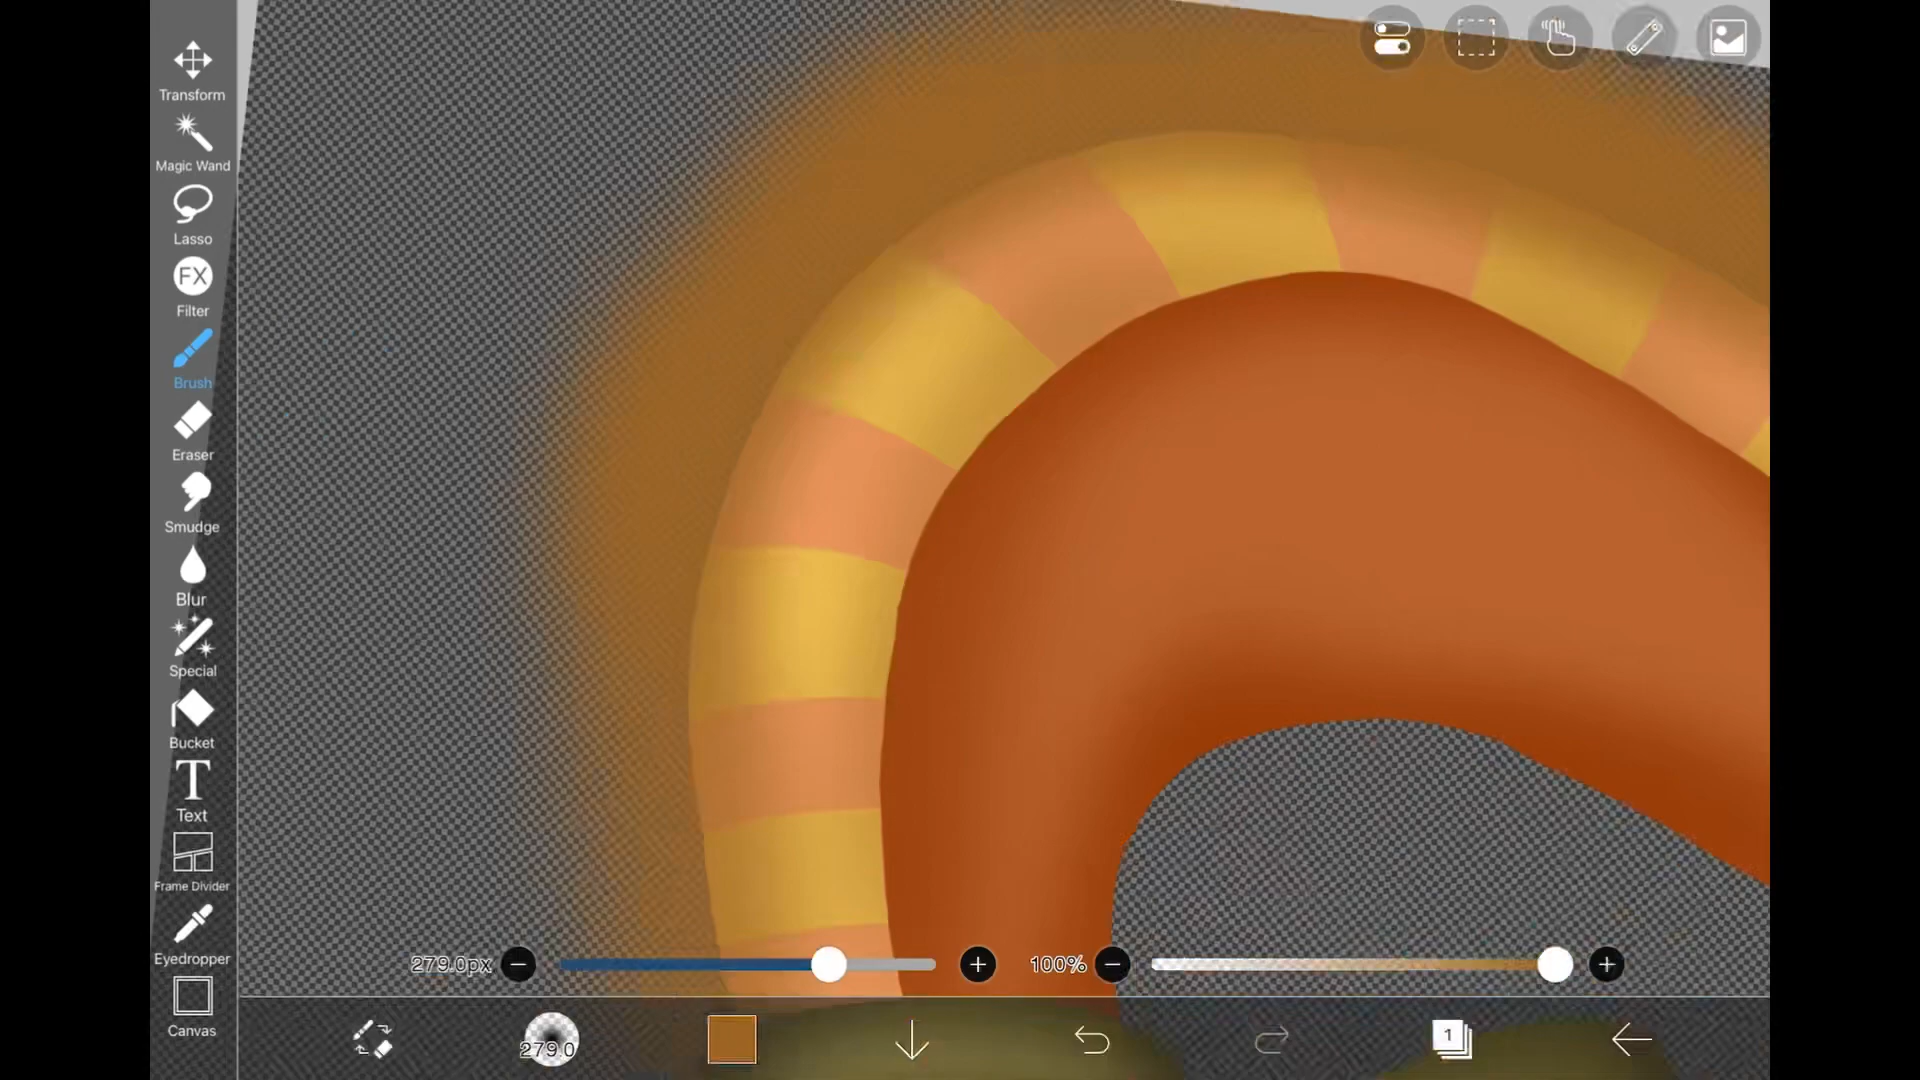 Transform
Magic Wand
Lasso
FX
Filter
Brush
Eraser
Smudge
Blur
Special
Bucket
T
Text
Frame Divider
Eyedropper
Canvas
279.0px
100%
279.0
1